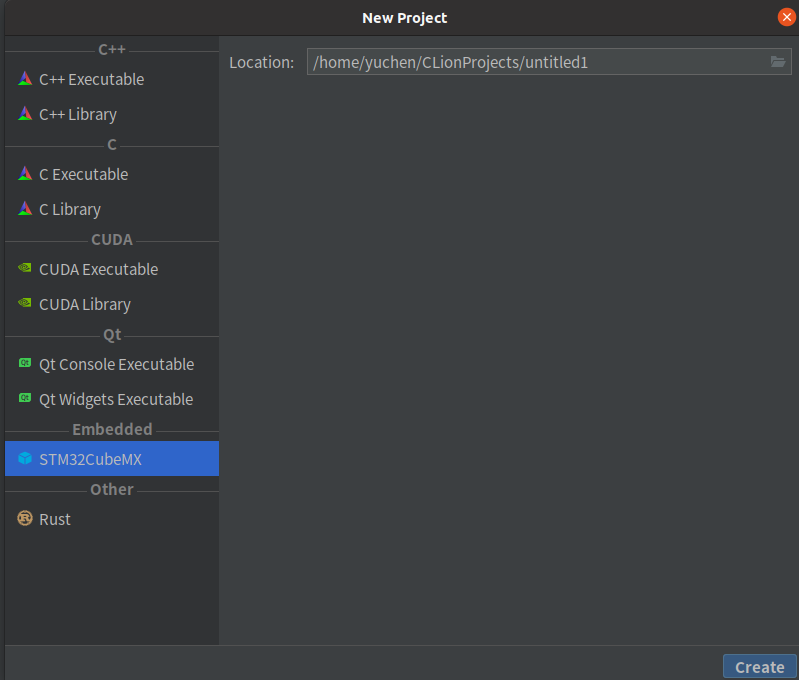 New Project
C++
C++ Executable
C++ Library
C
C Executable
C Library
CUDA
CUDA Executable
CUDA Library
Qt
Qt Console Executable
Qt Widgets Executable
Embedded
STM32CubeMX
Other
Rust
Location: /home/yuchen/CLionProjects/untitled1
Create